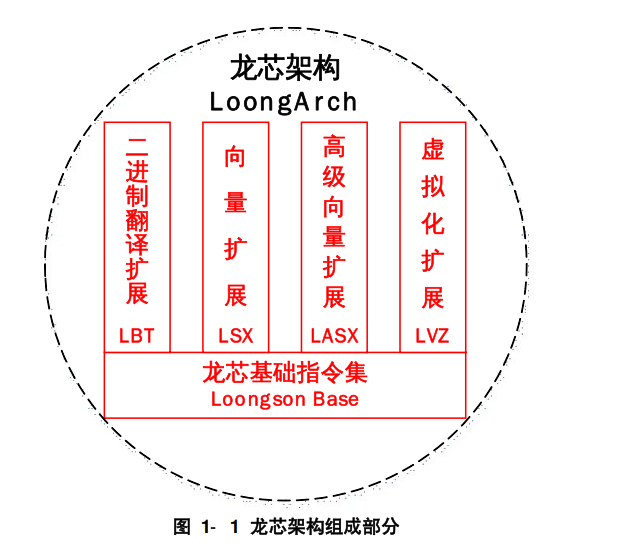 龙芯架构
LoongArch
二进制翻译扩展
LBT
向量扩展
LSX
高级向量扩展
LASX
虚拟化扩展
LVZ
龙芯基础指令集
Loongson Base
图 1- 1 龙芯架构组成部分